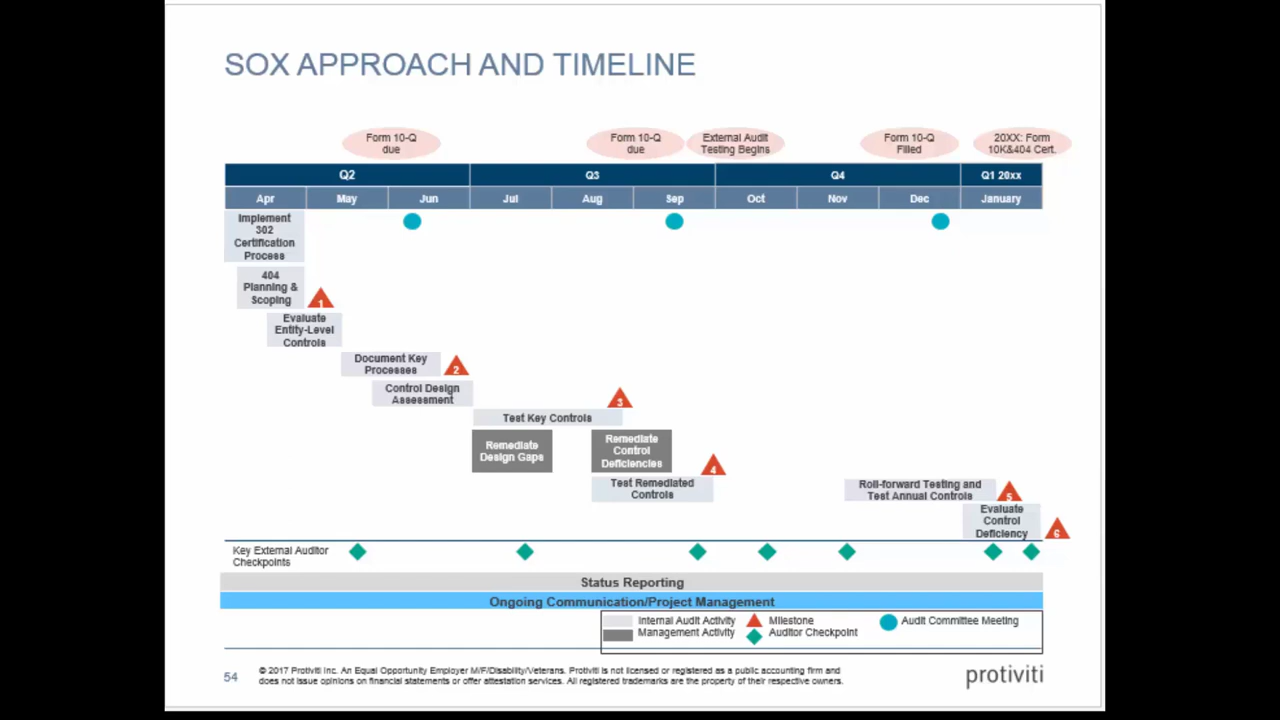 SOX APPROACH AND TIMELINE
Form 10-Q
due
Form 10-Q
due
External Audit
Testing Begins
Form 10-Q
Filled
20XX: Form
10K&404 Cert.
Q2
Q3
Q4
Q1 20xx
Apr
May
Jun
Jul
Aug
Sep
Oct
Nov
Dec
January
Implement
302
Certification
Process
404
Planning &
Scoping
1
Evaluate
Entity-Level
Controls
Document Key
Processes
2
Control Design
Assessment
3
Test Key Controls
Remediate
Design Gaps
Remediate
Control
Deficiencies
4
Test Remediated
Controls
Roll-forward Testing and
Test Annual Controls
5
Evaluate
Control
Deficiency
6
Key External Auditor
Checkpoints
Status Reporting
Ongoing Communication/Project Management
Internal Audit Activity
Milestone
Audit Committee Meeting
Management Activity
Auditor Checkpoint
54
© 2017 Protiviti Inc. An Equal Opportunity Employer M/F/Disability/Veterans. Protiviti is not licensed or registered as a public accounting firm and
does not issue opinions on financial statements or offer attestation services. All registered trademarks are the property of their respective owners.
protiviti